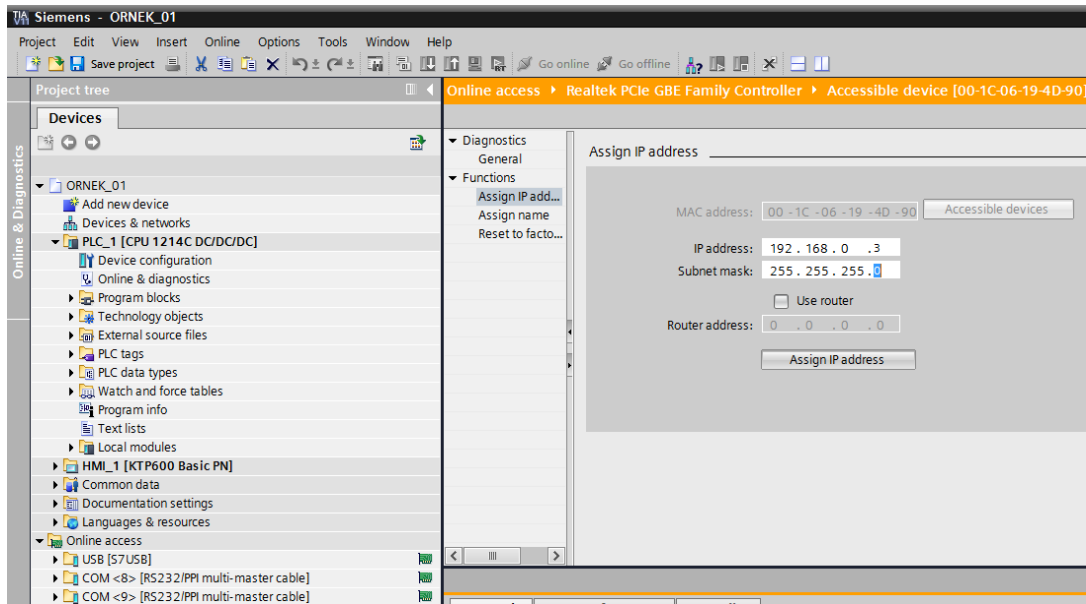 Siemens - ORNEK_01
Project Edit View Insert Online Options Tools Window Help
Save project Go online Go offline
Project tree
Online access Realtek PCIe GBE Family Controller Accessible device [00-1C-06-19-4D-90]
Devices
Online & Diagnostics
ORNEK_01
Add new device
Devices & networks
PLC_1 [CPU 1214C DC/DC/DC]
Device configuration
Online & diagnostics
Program blocks
Technology objects
External source files
PLC tags
PLC data types
Watch and force tables
Program info
Text lists
Local modules
HMI_1 [KTP600 Basic PN]
Common data
Documentation settings
Languages & resources
Online access
USB [S7USB]
COM <8> [RS232/PPI multi-master cable]
COM <9> [RS232/PPI multi-master cable]
Diagnostics
General
Functions
Assign IP add...
Assign name
Reset to facto...
Assign IP address
MAC address: 00 -1C -06 -19 -4D -90 Accessible devices
IP address: 192 . 168 . 0 . 3
Subnet mask: 255 . 255 . 255 . 0
Use router
Router address: 0 . 0 . 0 . 0
Assign IP address